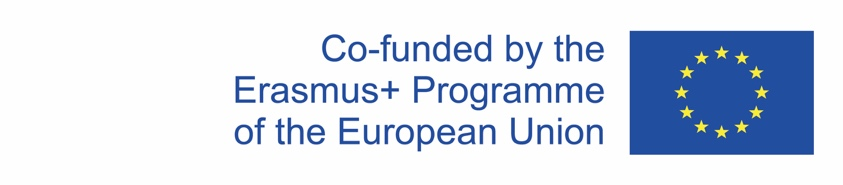 Co-funded by the
Erasmus+ Programme
of the European Union